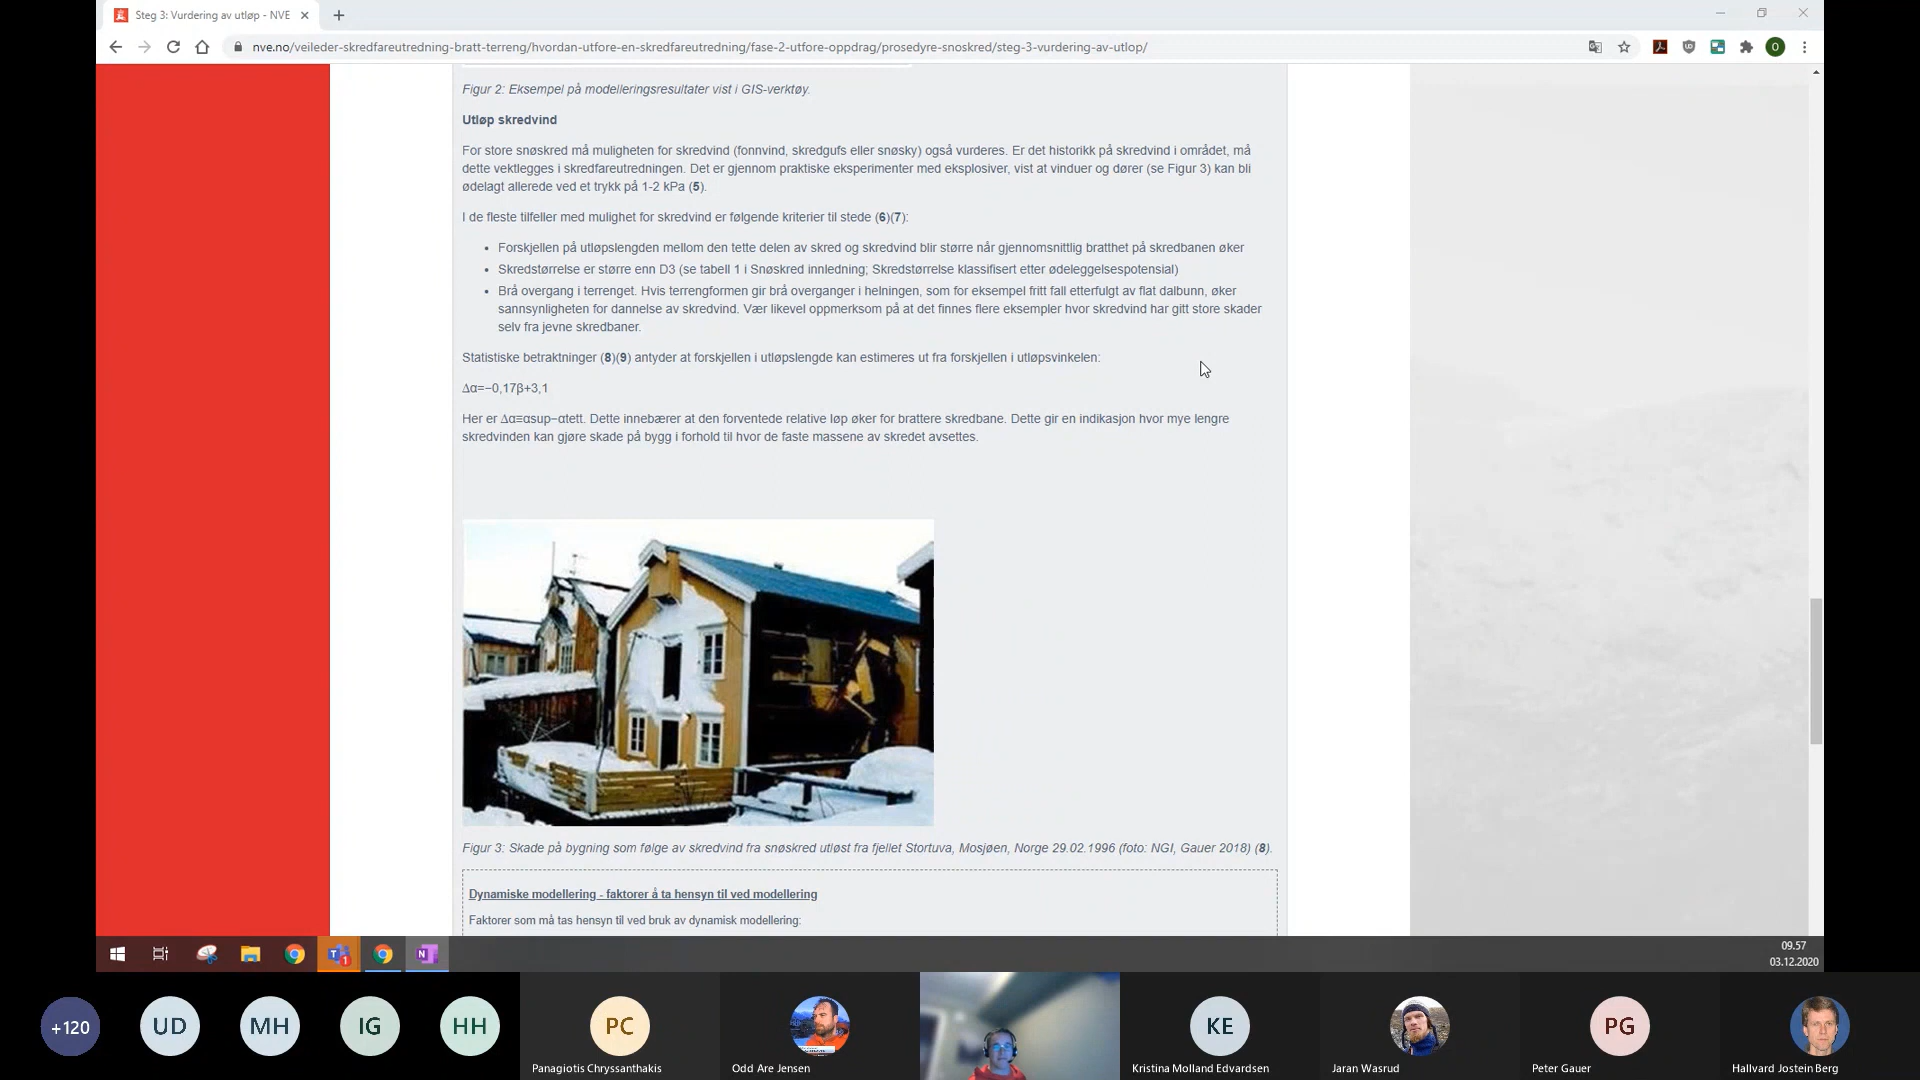 Steg 3: Vurdering av utløp - NVE
nve.no/veileder-skredfareutredning-bratt-terreng/hvordan-utfore-en-skredfareutredning/fase-2-utfore-oppdrag/prosedyre-snoskred/steg-3-vurdering-av-utlop/
O
Figur 2: Eksempel på modelleringsresultater vist i GIS-verktøy.
Utløp skredvind
For store snøskred må muligheten for skredvind (fonnvind, skredgufs eller snøsky) også vurderes. Er det historikk på skredvind i området, må
dette vektlegges i skredfareutredningen. Det er gjennom praktiske eksperimenter med eksplosiver, vist at vinduer og dører (se Figur 3) kan bli
ødelagt allerede ved et trykk på 1-2 kPa (5).
I de fleste tilfeller med mulighet for skredvind er følgende kriterier til stede (6)(7):
• Forskjellen på utløpslengden mellom den tette delen av skred og skredvind blir større når gjennomsnittlig bratthet på skredbanen øker
• Skredstørrelse er større enn D3 (se tabell 1 i Snøskred innledning; Skredstørrelse klassifisert etter ødeleggelsespotensial)
• Brå overgang i terrenget. Hvis terrengformen gir brå overganger i helningen, som for eksempel fritt fall etterfulgt av flat dalbunn, øker
sannsynligheten for dannelse av skredvind. Vær likevel oppmerksom på at det finnes flere eksempler hvor skredvind har gitt store skader
selv fra jevne skredbaner.
Statistiske betraktninger (8)(9) antyder at forskjellen i utløpslengde kan estimeres ut fra forskjellen i utløpsvinkelen:
Δα=−0,17β+3,1
Her er Δα=αsup−αtett. Dette innebærer at den forventede relative løp øker for brattere skredbane. Dette gir en indikasjon hvor mye lengre
skredvinden kan gjøre skade på bygg i forhold til hvor de faste massene av skredet avsettes.
Figur 3: Skade på bygning som følge av skredvind fra snøskred utløst fra fjellet Stortuva, Mosjøen, Norge 29.02.1996 (foto: NGI, Gauer 2018) (8).
Dynamiske modellering - faktorer å ta hensyn til ved modellering
Faktorer som må tas hensyn til ved bruk av dynamisk modellering:
09.57
03.12.2020
+120
UD
MH
IG
HH
PC
KE
PG
Panagiotis Chryssanthakis
Odd Are Jensen
Kristina Molland Edvardsen
Jaran Wasrud
Peter Gauer
Hallvard Jostein Berg